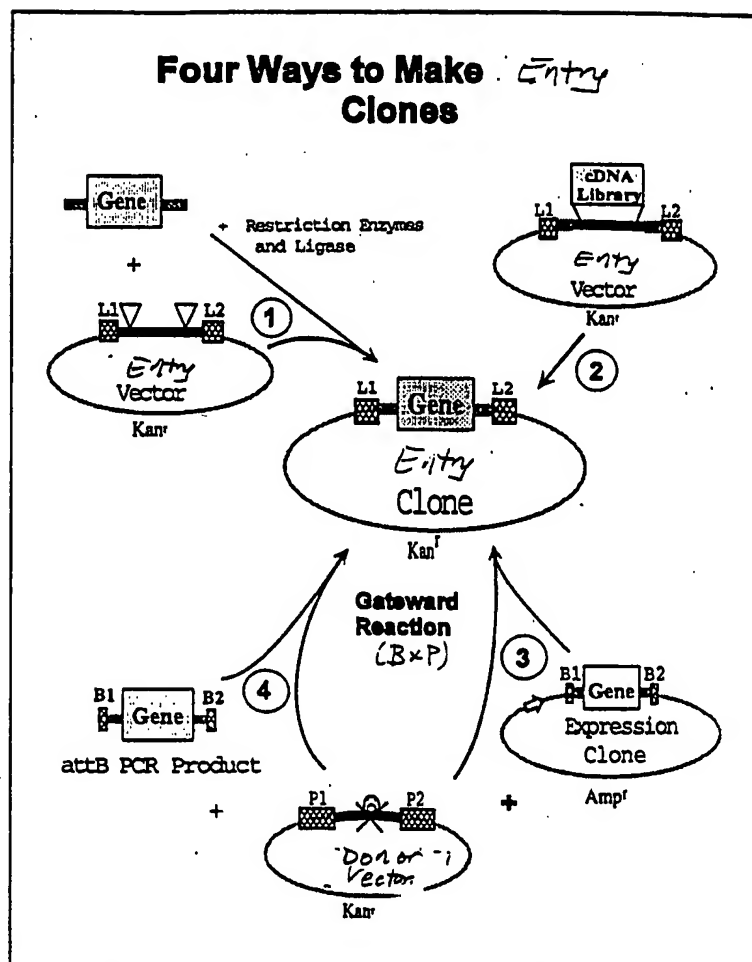 Four Ways to Make Entry
Clones
Gene
+ Restriction Enzymes
and Ligase
+
L1 L2
Entry
Vector
Kanr
1
cDNA
Library
L1 L2
Entry
Vector
Kanr
2
L1 Gene L2
Entry
Clone
Kanr
Gateward
Reaction
(B×P)
3
4
B1 Gene B2
attB PCR Product
+
B1 Gene B2
Expression
Clone
Ampr
+
P1 P2
Donor
Vector
Kanr